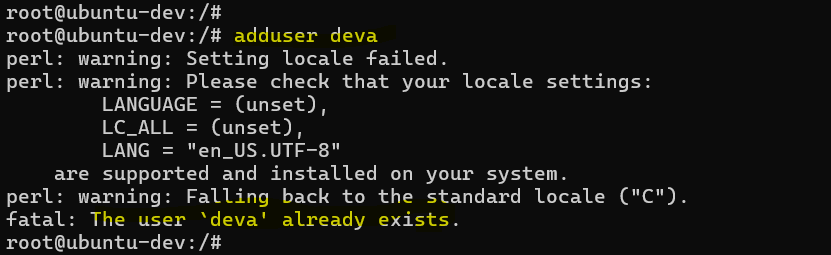 root@ubuntu-dev:/#
root@ubuntu-dev:/# adduser deva
perl: warning: Setting locale failed.
perl: warning: Please check that your locale settings:
        LANGUAGE = (unset),
        LC_ALL = (unset),
        LANG = "en_US.UTF-8"
    are supported and installed on your system.
perl: warning: Falling back to the standard locale ("C").
fatal: The user `deva' already exists.
root@ubuntu-dev:/#